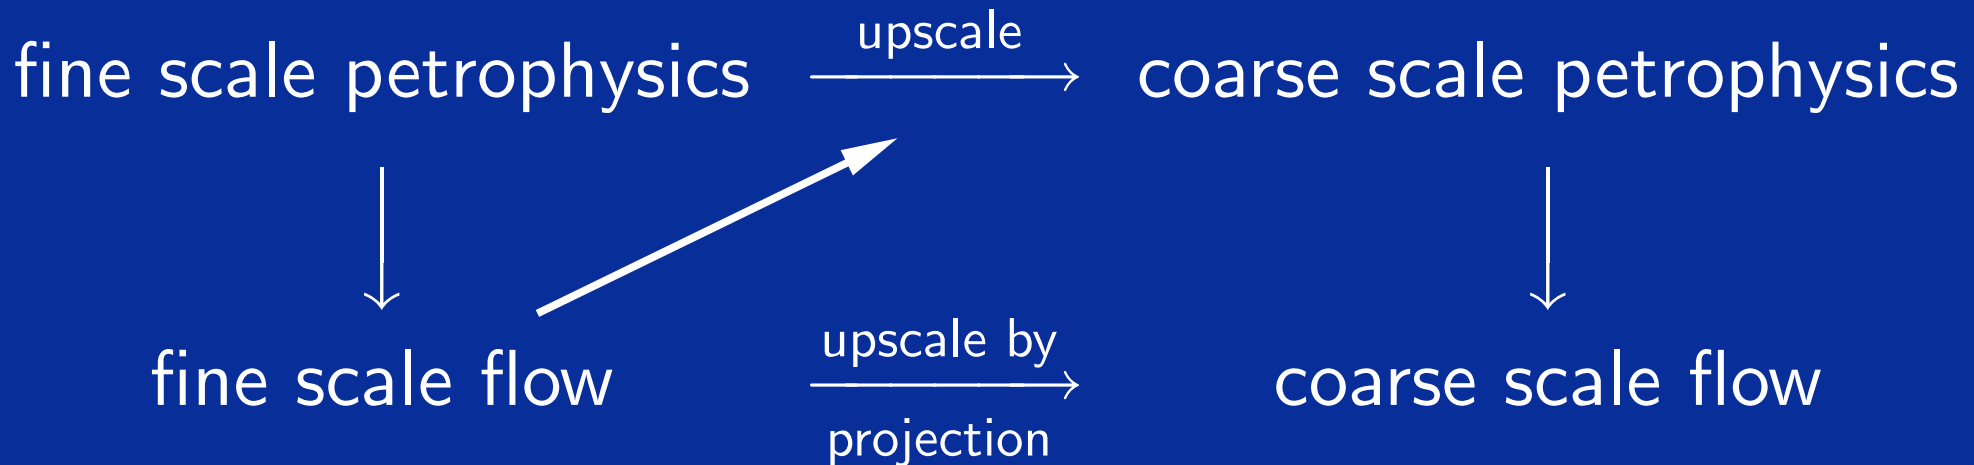 upscale
fine scale petrophysics
coarse scale petrophysics
upscale by
fine scale flow
coarse scale flow
projection